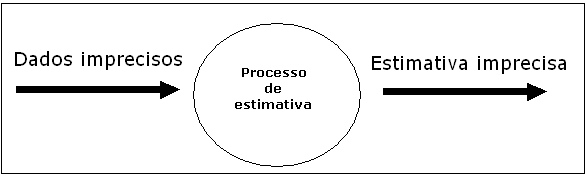 Dados imprecisos
Processo
de
estimativa
Estimativa imprecisa